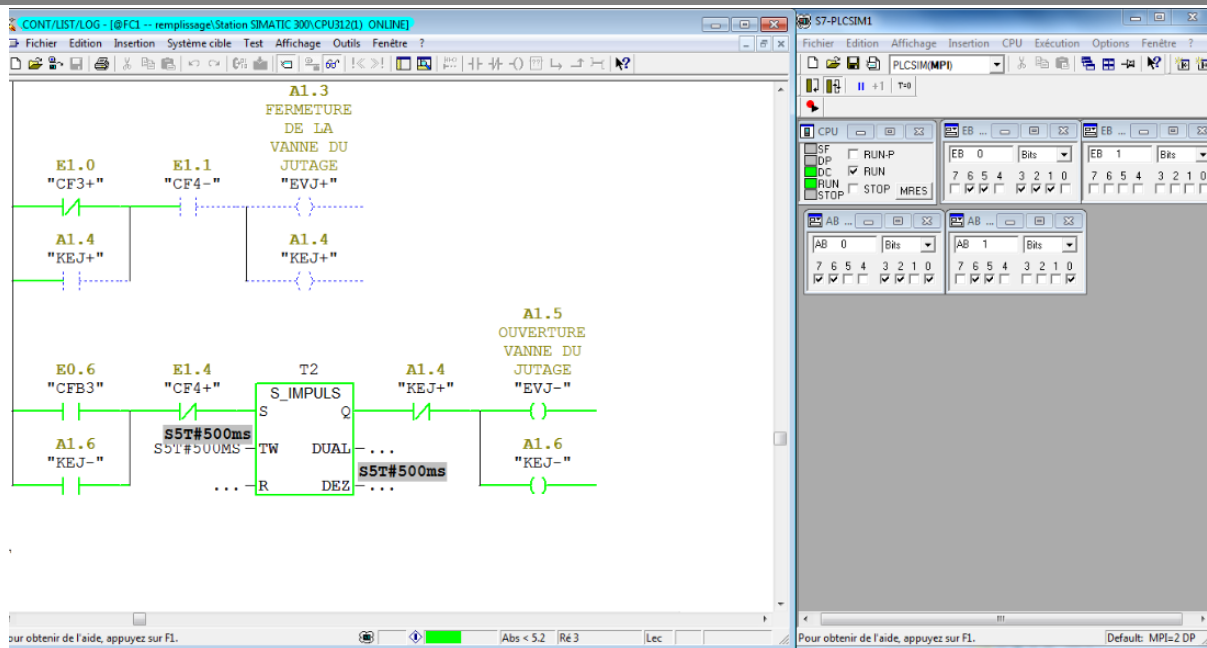 CONT/LIST/LOG - [@FC1 -- remplissage\Station SIMATIC 300\CPU312(1) ONLINE]
Fichier Edition Insertion Système cible Test Affichage Outils Fenêtre ?
A1.3
FERMETURE
DE LA
VANNE DU
E1.0 E1.1 JUTAGE
"CF3+" "CF4-" "EVJ+"
A1.4 A1.4
"KEJ+" "KEJ+"
A1.5
OUVERTURE
VANNE DU
E0.6 E1.4 T2 A1.4 JUTAGE
"CFB3" "CF4+" S_IMPULS "KEJ+" "EVJ-"
S Q
S5T#500ms
A1.6 S5T#500MS TW DUAL ... A1.6
"KEJ-" S5T#500ms "KEJ-"
... R DEZ ...
our obtenir de l'aide, appuyez sur F1. Abs < 5.2 Ré 3 Lec
S7-PLCSIM1
Fichier Edition Affichage Insertion CPU Exécution Options Fenêtre ?
PLCSIM(MPI)
+1 T=0
CPU EB ... EB ...
SF
DP RUN-P
DC RUN
RUN STOP MRES
STOP
EB 0 Bits EB 1 Bits
7 6 5 4 3 2 1 0 7 6 5 4 3 2 1 0
AB ... AB ...
AB 0 Bits AB 1 Bits
7 6 5 4 3 2 1 0 7 6 5 4 3 2 1 0
Pour obtenir de l'aide, appuyez sur F1. Default: MPI=2 DP